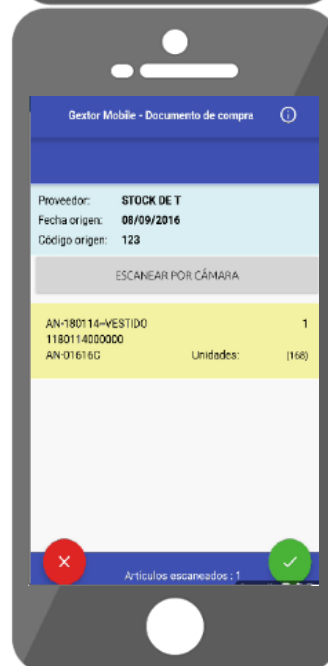 Gextor Mobile - Documento de compra
Proveedor: STOCK DE T
Fecha origen: 08/09/2016
Código origen: 123
ESCANEAR POR CÁMARA
AN-180114--VESTIDO 1
1180114000000
AN-01616C Unidades: (168)
Artículos escaneados : 1